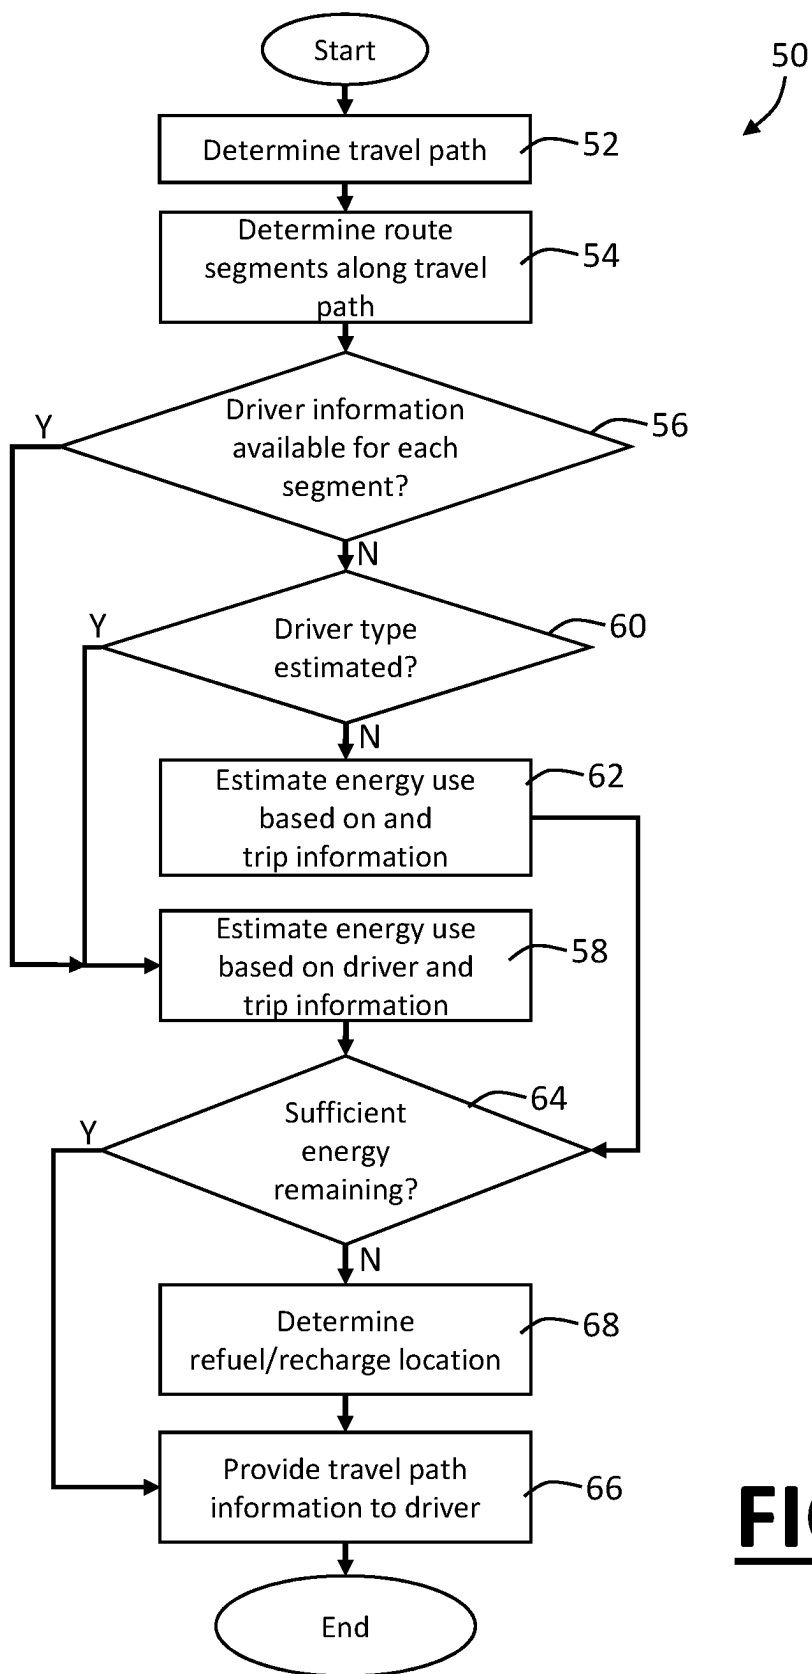 Start
50
Determine travel path
52
Determine route
segments along travel
path
54
Driver information
available for each
segment?
56
Y
N
Driver type
estimated?
60
Y
N
Estimate energy use
based on and
trip information
62
Estimate energy use
based on driver and
trip information
58
Sufficient
energy
remaining?
64
Y
N
Determine
refuel/recharge location
68
Provide travel path
information to driver
66
End